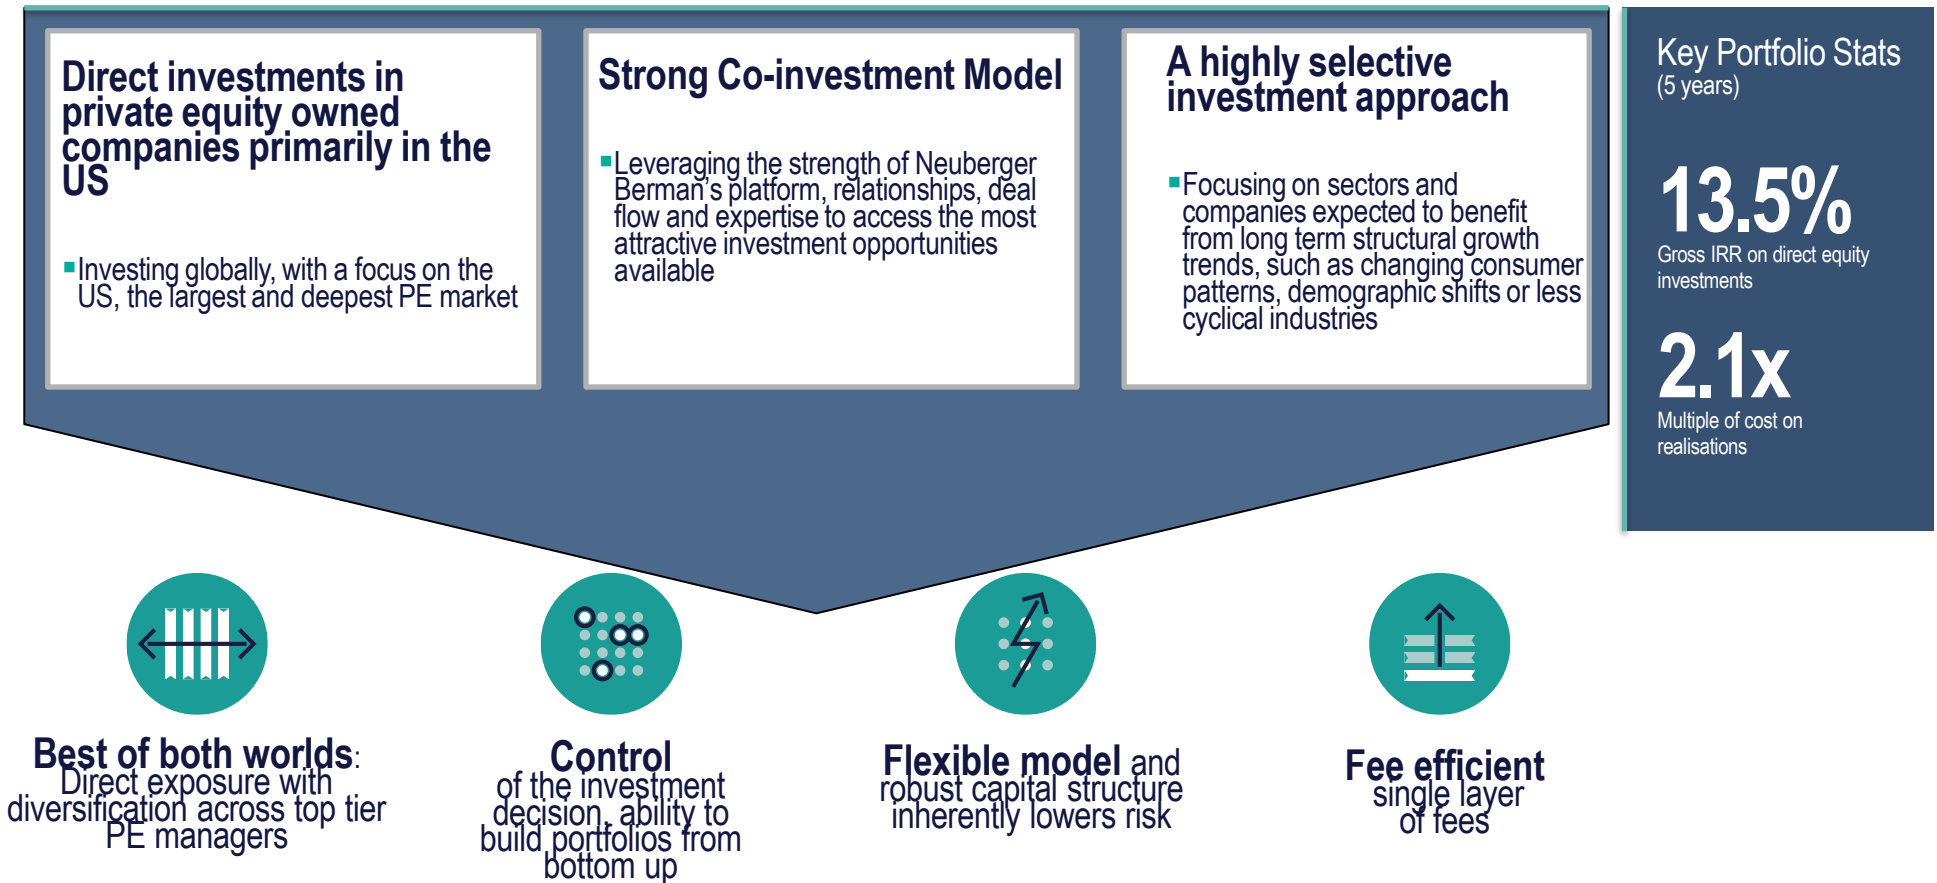 Direct investments in
private equity owned
companies primarily in the
US
▪Investing globally, with a focus on the
US, the largest and deepest PE market
Strong Co-investment Model
▪Leveraging the strength of Neuberger
Berman's platform, relationships, deal
flow and expertise to access the most
attractive investment opportunities
available
A highly selective
investment approach
▪Focusing on sectors and
companies expected to benefit
from long term structural growth
trends, such as changing consumer
patterns, demographic shifts or less
cyclical industries
Key Portfolio Stats
(5 years)
13.5%
Gross IRR on direct equity
investments
2.1x
Multiple of cost on
realisations
Best of both worlds:
Direct exposure with
diversification across top tier
PE managers
Control
of the investment
decision, ability to
build portfolios from
bottom up
Flexible model and
robust capital structure
inherently lowers risk
Fee efficient
single layer
of fees